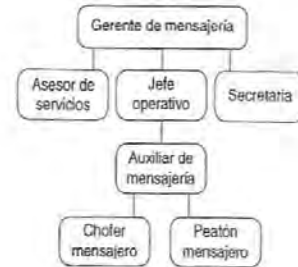 Gerente de mensajería
Asesor de
servicios
Jefe
operativo
Secretaria
Auxiliar de
mensajería
Chofer
mensajero
Peatón
mensajero